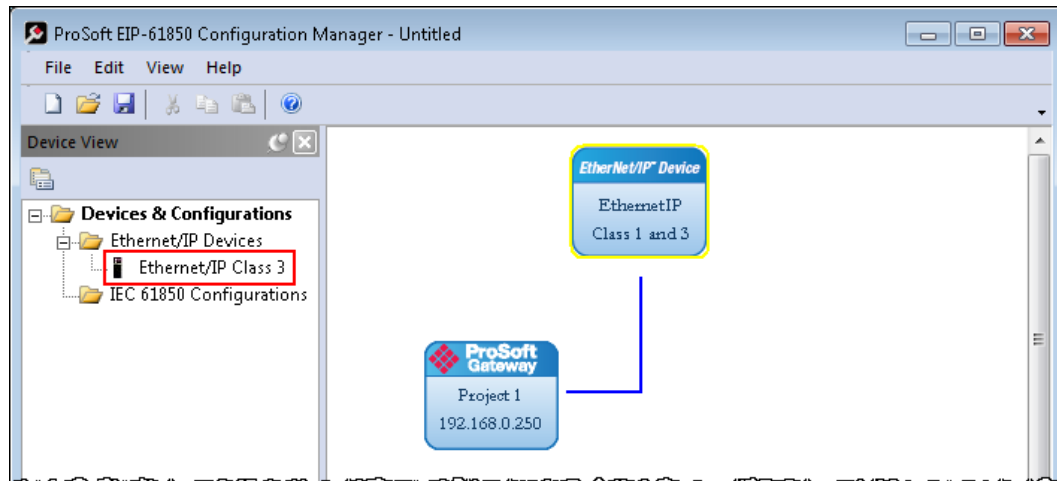 ProSoft EIP-61850 Configuration Manager - Untitled
File Edit View Help
Device View
Devices & Configurations
Ethernet/IP Devices
Ethernet/IP Class 3
IEC 61850 Configurations
EtherNet/IP™ Device
EthernetIP
Class 1 and 3
ProSoft
Gateway
Project 1
192.168.0.250